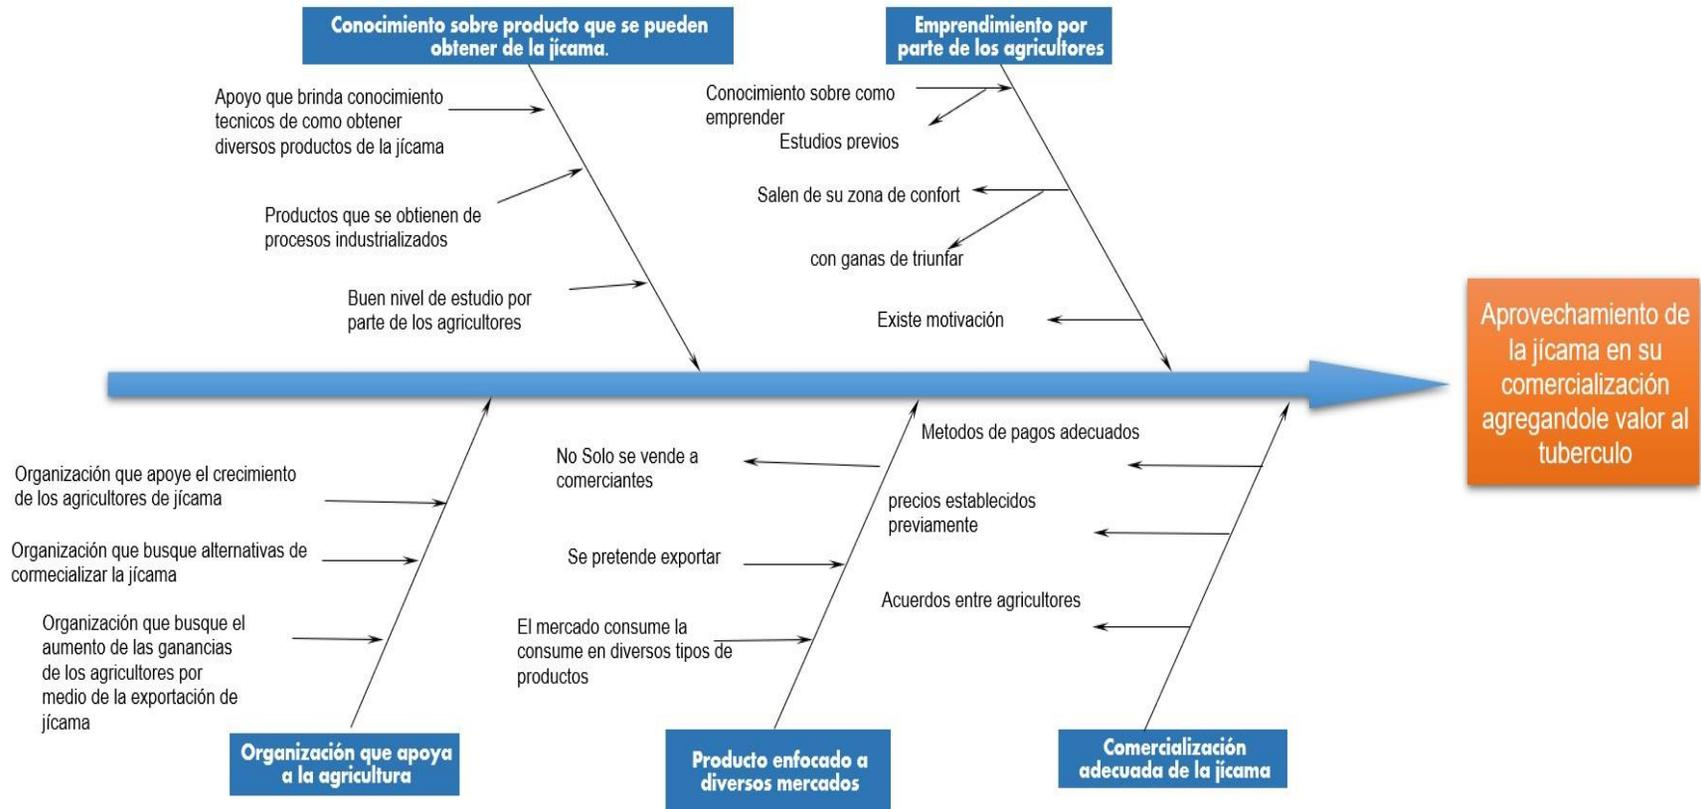 Conocimiento sobre producto que se pueden
obtener de la jícama.
Emprendimiento por
parte de los agricultores
Apoyo que brinda conocimiento
tecnicos de como obtener
diversos productos de la jícama
Productos que se obtienen de
procesos industrializados
Buen nivel de estudio por
parte de los agricultores
Conocimiento sobre como
emprender
Estudios previos
Salen de su zona de confort
con ganas de triunfar
Existe motivación
Aprovechamiento de
la jícama en su
comercialización
agregandole valor al
tuberculo
Organización que apoye el crecimiento
de los agricultores de jícama
Organización que busque alternativas de
cormecializar la jícama
Organización que busque el
aumento de las ganancias
de los agricultores por
medio de la exportación de
jícama
No Solo se vende a
comerciantes
Se pretende exportar
El mercado consume la
consume en diversos tipos de
productos
Metodos de pagos adecuados
precios establecidos
previamente
Acuerdos entre agricultores
Organización que apoya
a la agricultura
Producto enfocado a
diversos mercados
Comercialización
adecuada de la jícama